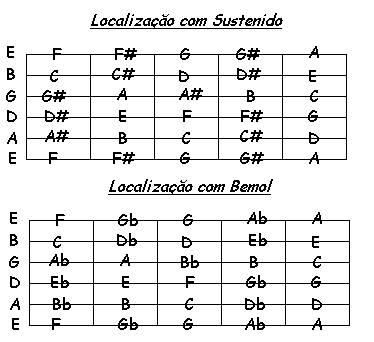 Localização com Sustenido
E F F# G G# A
B C C# D D# E
G G# A A# B C
D D# E F F# G
A A# B C C# D
E F F# G G# A
Localização com Bemol
E F Gb G Ab A
B C Db D Eb E
G Ab A Bb B C
D Eb E F Gb G
A Bb B C Db D
E F Gb G Ab A